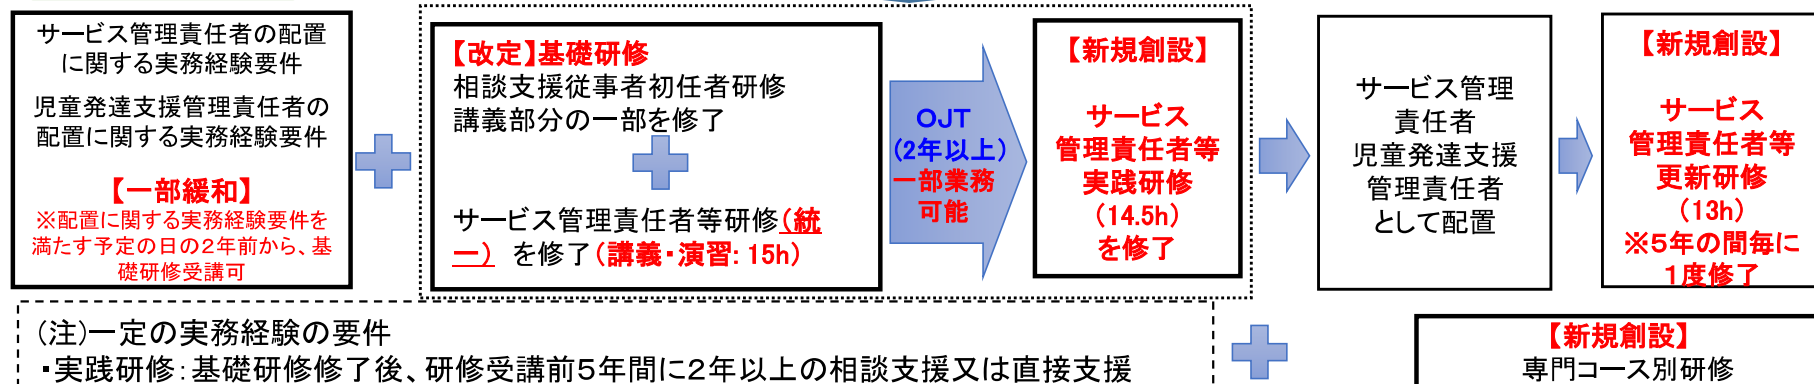 サービス管理責任者の配置
に関する実務経験要件
児童発達支援管理責任者の
配置に関する実務経験要件
【一部緩和】
※配置に関する実務経験要件を
満たす予定の日の２年前から、基
礎研修受講可
【改定】基礎研修
相談支援従事者初任者研修
講義部分の一部を修了
サービス管理責任者等研修（統
一） を修了（講義・演習: 15h）
ＯＪＴ
（2年以上）
一部業務
可能
【新規創設】
サービス
管理責任者等
実践研修
（14.5h）
を修了
サービス管理
責任者
児童発達支援
管理責任者
として配置
【新規創設】
サービス
管理責任者等
更新研修
（13h）
※５年の間毎に
１度修了
（注）一定の実務経験の要件
・実践研修：基礎研修修了後、研修受講前５年間に２年以上の相談支援又は直接支援
【新規創設】
専門コース別研修